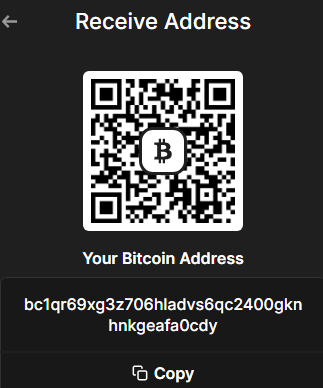 Receive Address
Your Bitcoin Address
bc1qr69xg3z706hladvs6qc2400gkn
hnkgeafa0cdy
Copy